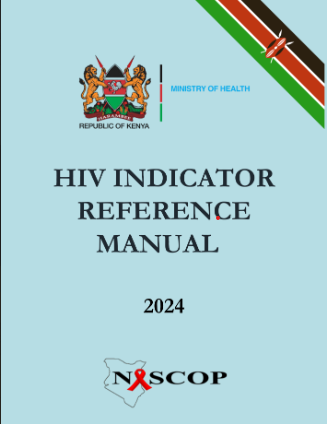 MINISTRY OF HEALTH
HARAMBEE
REPUBLIC OF KENYA
HIV INDICATOR
REFERENCE
MANUAL
2024
NASCOP